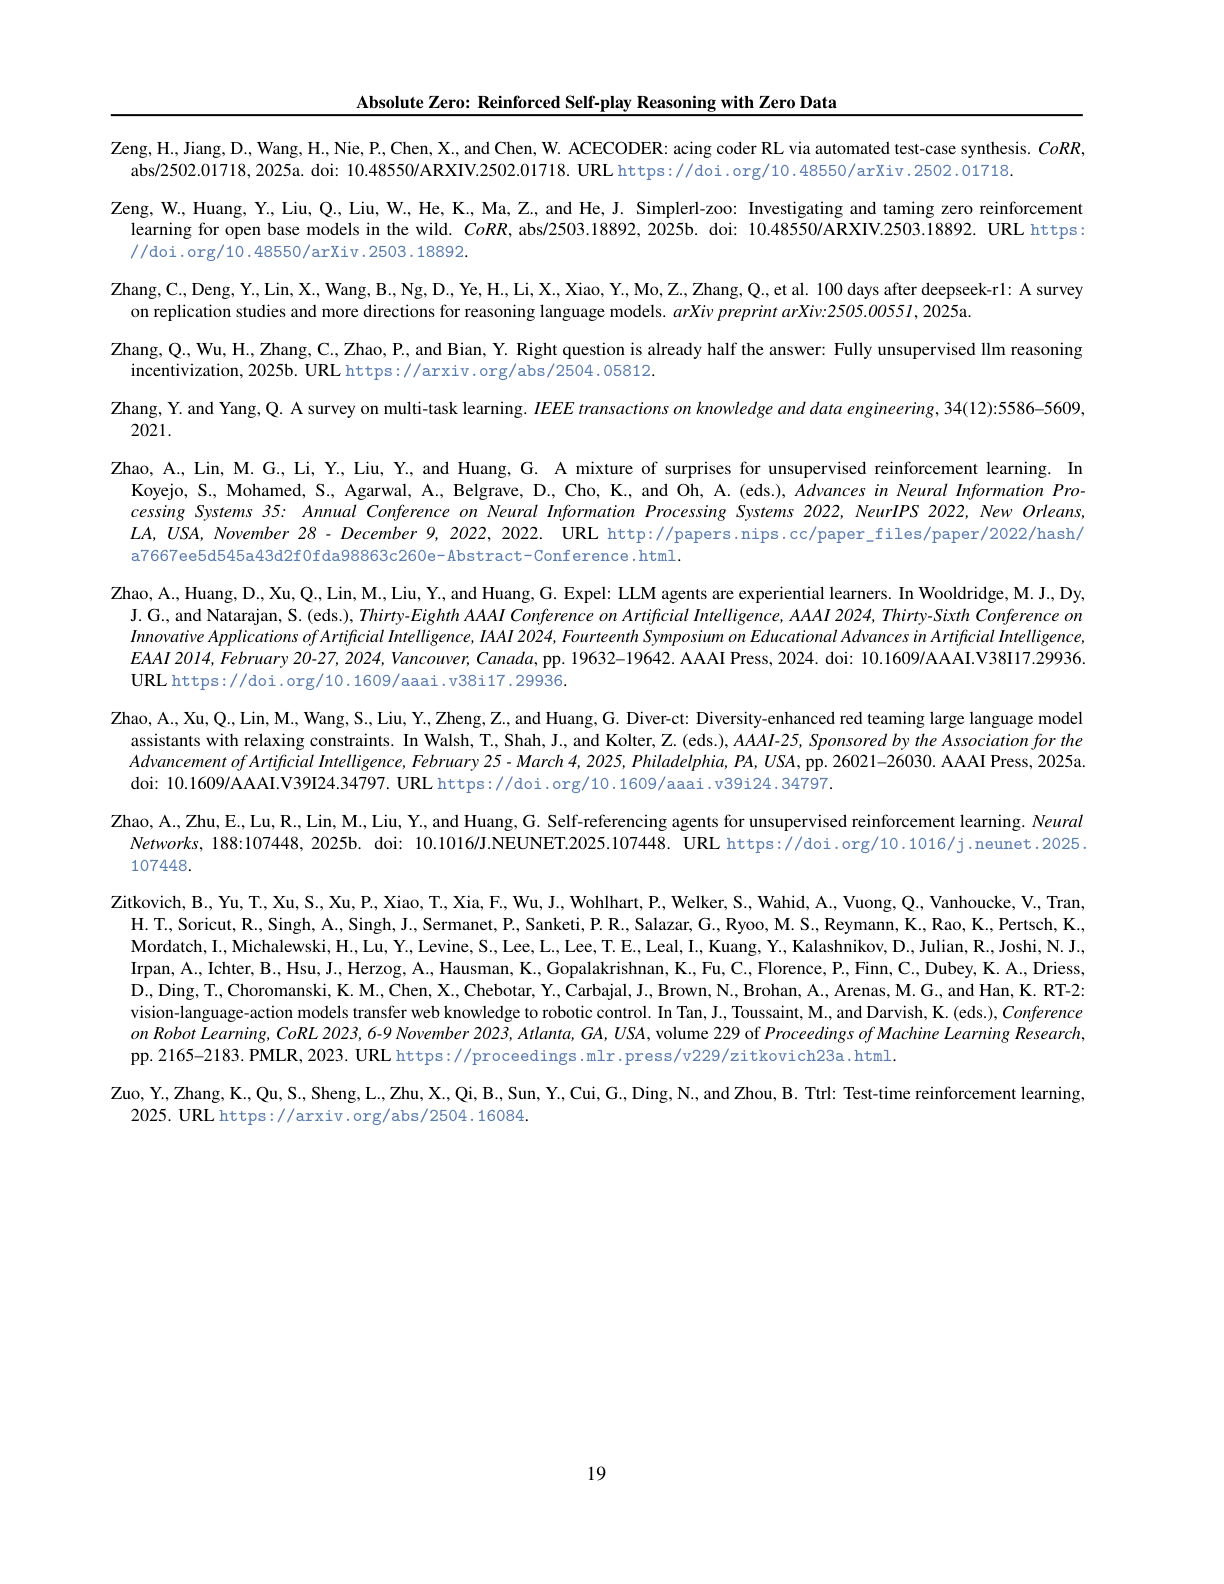 Absolute Zero: Reinforced Self-play Reasoning with Zero Data
Zeng, H., Jiang, D., Wang, H., Nie, P., Chen, X., and Chen, W. ACECODER: acing coder RL via automated test-case synthesis. CoRR,
abs/2502.01718, 2025a. doi: 10.48550/ARXIV.2502.01718. URL https://doi.org/10.48550/arXiv.2502.01718.
Zeng, W., Huang, Y., Liu, Q., Liu, W., He, K., Ma, Z., and He, J. Simplerl-zoo: Investigating and taming zero reinforcement
learning for open base models in the wild. CoRR, abs/2503.18892, 2025b. doi: 10.48550/ARXIV.2503.18892. URL https:
//doi.org/10.48550/arXiv.2503.18892.
Zhang, C., Deng, Y., Lin, X., Wang, B., Ng, D., Ye, H., Li, X., Xiao, Y., Mo, Z., Zhang, Q., et al. 100 days after deepseek-r1: A survey
on replication studies and more directions for reasoning language models. arXiv preprint arXiv:2505.00551, 2025a.
Zhang, Q., Wu, H., Zhang, C., Zhao, P., and Bian, Y. Right question is already half the answer: Fully unsupervised llm reasoning
incentivization, 2025b. URL https://arxiv.org/abs/2504.05812.
Zhang, Y. and Yang, Q. A survey on multi-task learning. IEEE transactions on knowledge and data engineering, 34(12):5586–5609,
2021.
Zhao, A., Lin, M. G., Li, Y., Liu, Y., and Huang, G. A mixture of surprises for unsupervised reinforcement learning. In
Koyejo, S., Mohamed, S., Agarwal, A., Belgrave, D., Cho, K., and Oh, A. (eds.), Advances in Neural Information Pro-
cessing Systems 35: Annual Conference on Neural Information Processing Systems 2022, NeurIPS 2022, New Orleans,
LA, USA, November 28 - December 9, 2022, 2022. URL http://papers.nips.cc/paper_files/paper/2022/hash/
a7667ee5d545a43d2f0fda98863c260e-Abstract-Conference.html.
Zhao, A., Huang, D., Xu, Q., Lin, M., Liu, Y., and Huang, G. Expel: LLM agents are experiential learners. In Wooldridge, M. J., Dy,
J. G., and Natarajan, S. (eds.), Thirty-Eighth AAAI Conference on Artificial Intelligence, AAAI 2024, Thirty-Sixth Conference on
Innovative Applications of Artificial Intelligence, IAAI 2024, Fourteenth Symposium on Educational Advances in Artificial Intelligence,
EAAI 2014, February 20-27, 2024, Vancouver, Canada, pp. 19632–19642. AAAI Press, 2024. doi: 10.1609/AAAI.V38I17.29936.
URL https://doi.org/10.1609/aaai.v38i17.29936.
Zhao, A., Xu, Q., Lin, M., Wang, S., Liu, Y., Zheng, Z., and Huang, G. Diver-ct: Diversity-enhanced red teaming large language model
assistants with relaxing constraints. In Walsh, T., Shah, J., and Kolter, Z. (eds.), AAAI-25, Sponsored by the Association for the
Advancement of Artificial Intelligence, February 25 - March 4, 2025, Philadelphia, PA, USA, pp. 26021–26030. AAAI Press, 2025a.
doi: 10.1609/AAAI.V39I24.34797. URL https://doi.org/10.1609/aaai.v39i24.34797.
Zhao, A., Zhu, E., Lu, R., Lin, M., Liu, Y., and Huang, G. Self-referencing agents for unsupervised reinforcement learning. Neural
Networks, 188:107448, 2025b. doi: 10.1016/J.NEUNET.2025.107448. URL https://doi.org/10.1016/j.neunet.2025.
107448.
Zitkovich, B., Yu, T., Xu, S., Xu, P., Xiao, T., Xia, F., Wu, J., Wohlhart, P., Welker, S., Wahid, A., Vuong, Q., Vanhoucke, V., Tran,
H. T., Soricut, R., Singh, A., Singh, J., Sermanet, P., Sanketi, P. R., Salazar, G., Ryoo, M. S., Reymann, K., Rao, K., Pertsch, K.,
Mordatch, I., Michalewski, H., Lu, Y., Levine, S., Lee, L., Lee, T. E., Leal, I., Kuang, Y., Kalashnikov, D., Julian, R., Joshi, N. J.,
Irpan, A., Ichter, B., Hsu, J., Herzog, A., Hausman, K., Gopalakrishnan, K., Fu, C., Florence, P., Finn, C., Dubey, K. A., Driess,
D., Ding, T., Choromanski, K. M., Chen, X., Chebotar, Y., Carbajal, J., Brown, N., Brohan, A., Arenas, M. G., and Han, K. RT-2:
vision-language-action models transfer web knowledge to robotic control. In Tan, J., Toussaint, M., and Darvish, K. (eds.), Conference
on Robot Learning, CoRL 2023, 6-9 November 2023, Atlanta, GA, USA, volume 229 of Proceedings of Machine Learning Research,
pp. 2165–2183. PMLR, 2023. URL https://proceedings.mlr.press/v229/zitkovich23a.html.
Zuo, Y., Zhang, K., Qu, S., Sheng, L., Zhu, X., Qi, B., Sun, Y., Cui, G., Ding, N., and Zhou, B. Ttrl: Test-time reinforcement learning,
2025. URL https://arxiv.org/abs/2504.16084.
19